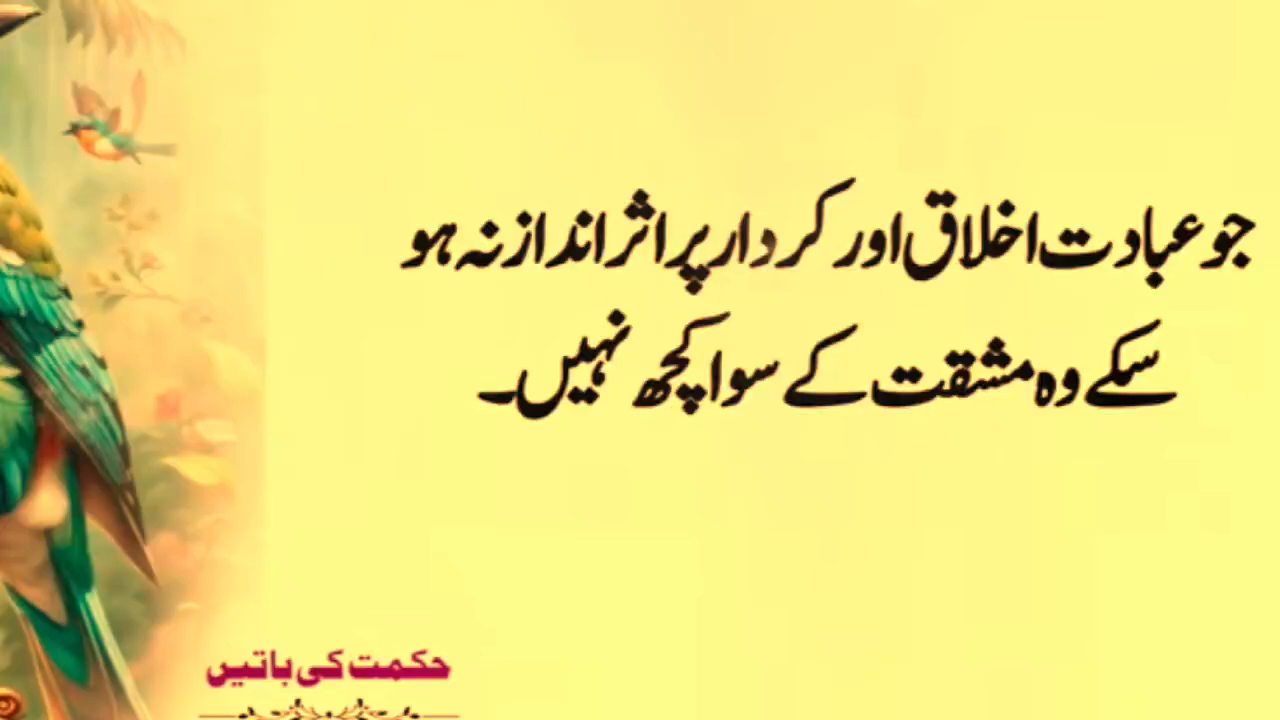 جو عبادت اخلاق اور کردار پر اثر انداز نہ ہو
سکے وہ مشقت کے سوا کچھ نہیں۔
حکمت کی باتیں